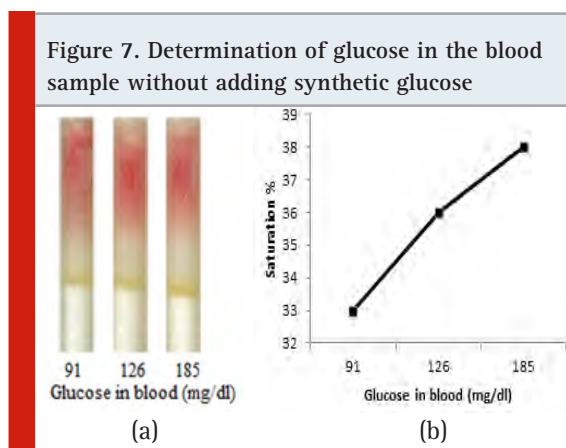 Figure 7. Determination of glucose in the blood
sample without adding synthetic glucose
91 126 185
Glucose in blood (mg/dl)
(a)
39
38
37
36
35
34
33
32
Saturation %
91 126 185
Glucose in blood (mg/dl)
(b)